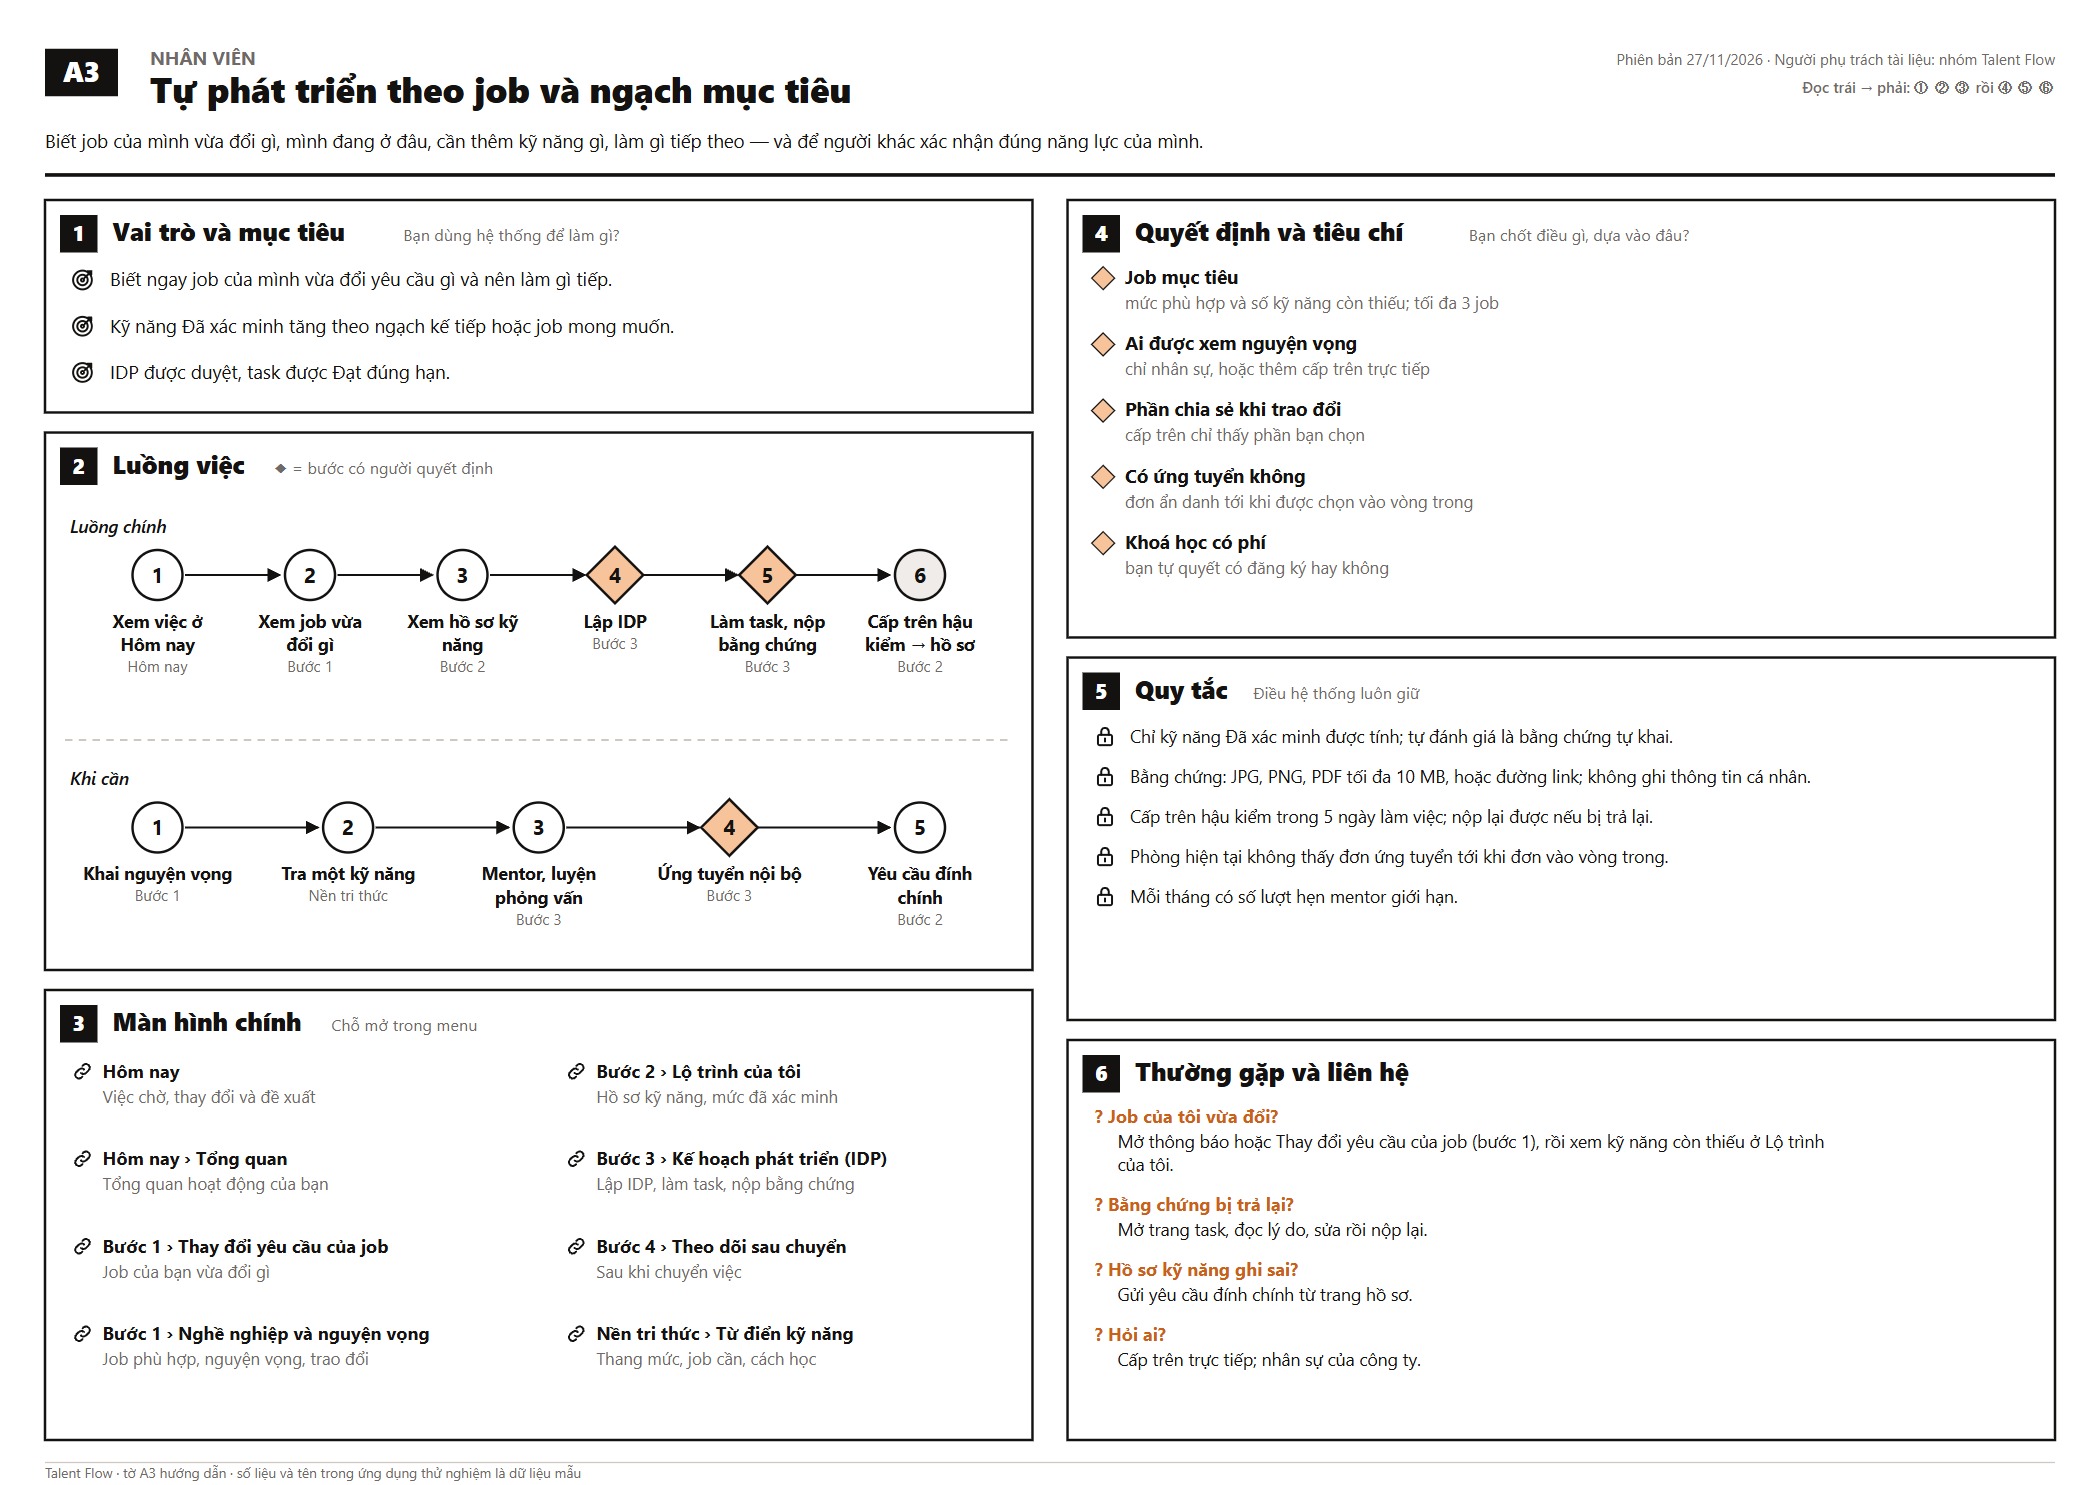 A3
NHÂN VIÊN
Tự phát triển theo job và ngạch mục tiêu
Phiên bản 27/11/2026 · Người phụ trách tài liệu: nhóm Talent Flow
Đọc trái → phải: ① ② ③ rồi ④ ⑤ ⑥
Biết job của mình vừa đổi gì, mình đang ở đâu, cần thêm kỹ năng gì, làm gì tiếp theo — và để người khác xác nhận đúng năng lực của mình.
1 Vai trò và mục tiêu Bạn dùng hệ thống để làm gì?
Biết ngay job của mình vừa đổi yêu cầu gì và nên làm gì tiếp.
Kỹ năng Đã xác minh tăng theo ngạch kế tiếp hoặc job mong muốn.
IDP được duyệt, task được Đạt đúng hạn.
2 Luồng việc ◆ = bước có người quyết định
Luồng chính
1 2 3 4 5 6
Xem việc ở Hôm nay
Hôm nay
Xem job vừa đổi gì
Bước 1
Xem hồ sơ kỹ năng
Bước 2
Lập IDP
Bước 3
Làm task, nộp bằng chứng
Bước 3
Cấp trên hậu kiểm → hồ sơ
Bước 2
Khi cần
1 2 3 4 5
Khai nguyện vọng
Bước 1
Tra một kỹ năng
Nền tri thức
Mentor, luyện phỏng vấn
Bước 3
Ứng tuyển nội bộ
Bước 3
Yêu cầu đính chính
Bước 2
3 Màn hình chính Chỗ mở trong menu
Hôm nay
Việc chờ, thay đổi và đề xuất
Hôm nay › Tổng quan
Tổng quan hoạt động của bạn
Bước 1 › Thay đổi yêu cầu của job
Job của bạn vừa đổi gì
Bước 1 › Nghề nghiệp và nguyện vọng
Job phù hợp, nguyện vọng, trao đổi
Bước 2 › Lộ trình của tôi
Hồ sơ kỹ năng, mức đã xác minh
Bước 3 › Kế hoạch phát triển (IDP)
Lập IDP, làm task, nộp bằng chứng
Bước 4 › Theo dõi sau chuyển
Sau khi chuyển việc
Nền tri thức › Từ điển kỹ năng
Thang mức, job cần, cách học
4 Quyết định và tiêu chí Bạn chốt điều gì, dựa vào đâu?
Job mục tiêu
mức phù hợp và số kỹ năng còn thiếu; tối đa 3 job
Ai được xem nguyện vọng
chỉ nhân sự, hoặc thêm cấp trên trực tiếp
Phần chia sẻ khi trao đổi
cấp trên chỉ thấy phần bạn chọn
Có ứng tuyển không
đơn ẩn danh tới khi được chọn vào vòng trong
Khoá học có phí
bạn tự quyết có đăng ký hay không
5 Quy tắc Điều hệ thống luôn giữ
Chỉ kỹ năng Đã xác minh được tính; tự đánh giá là bằng chứng tự khai.
Bằng chứng: JPG, PNG, PDF tối đa 10 MB, hoặc đường link; không ghi thông tin cá nhân.
Cấp trên hậu kiểm trong 5 ngày làm việc; nộp lại được nếu bị trả lại.
Phòng hiện tại không thấy đơn ứng tuyển tới khi đơn vào vòng trong.
Mỗi tháng có số lượt hẹn mentor giới hạn.
6 Thường gặp và liên hệ
? Job của tôi vừa đổi?
Mở thông báo hoặc Thay đổi yêu cầu của job (bước 1), rồi xem kỹ năng còn thiếu ở Lộ trình
của tôi.
? Bằng chứng bị trả lại?
Mở trang task, đọc lý do, sửa rồi nộp lại.
? Hồ sơ kỹ năng ghi sai?
Gửi yêu cầu đính chính từ trang hồ sơ.
? Hỏi ai?
Cấp trên trực tiếp; nhân sự của công ty.
Talent Flow · tờ A3 hướng dẫn · số liệu và tên trong ứng dụng thử nghiệm là dữ liệu mẫu